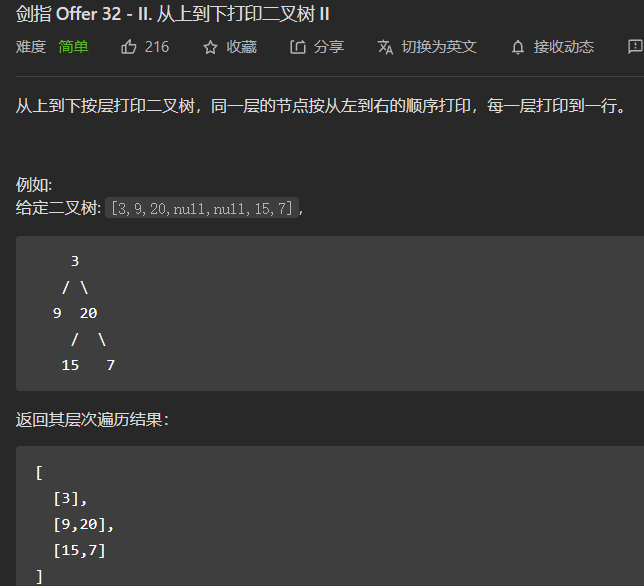 剑指 Offer 32 - II. 从上到下打印二叉树 II
难度 简单 216 收藏 分享 切换为英文 接收动态
从上到下按层打印二叉树，同一层的节点按从左到右的顺序打印，每一层打印到一行。
例如:
给定二叉树: [3,9,20,null,null,15,7],
3
/ \
9 20
/ \
15 7
返回其层次遍历结果：
[
[3],
[9,20],
[15,7]
]